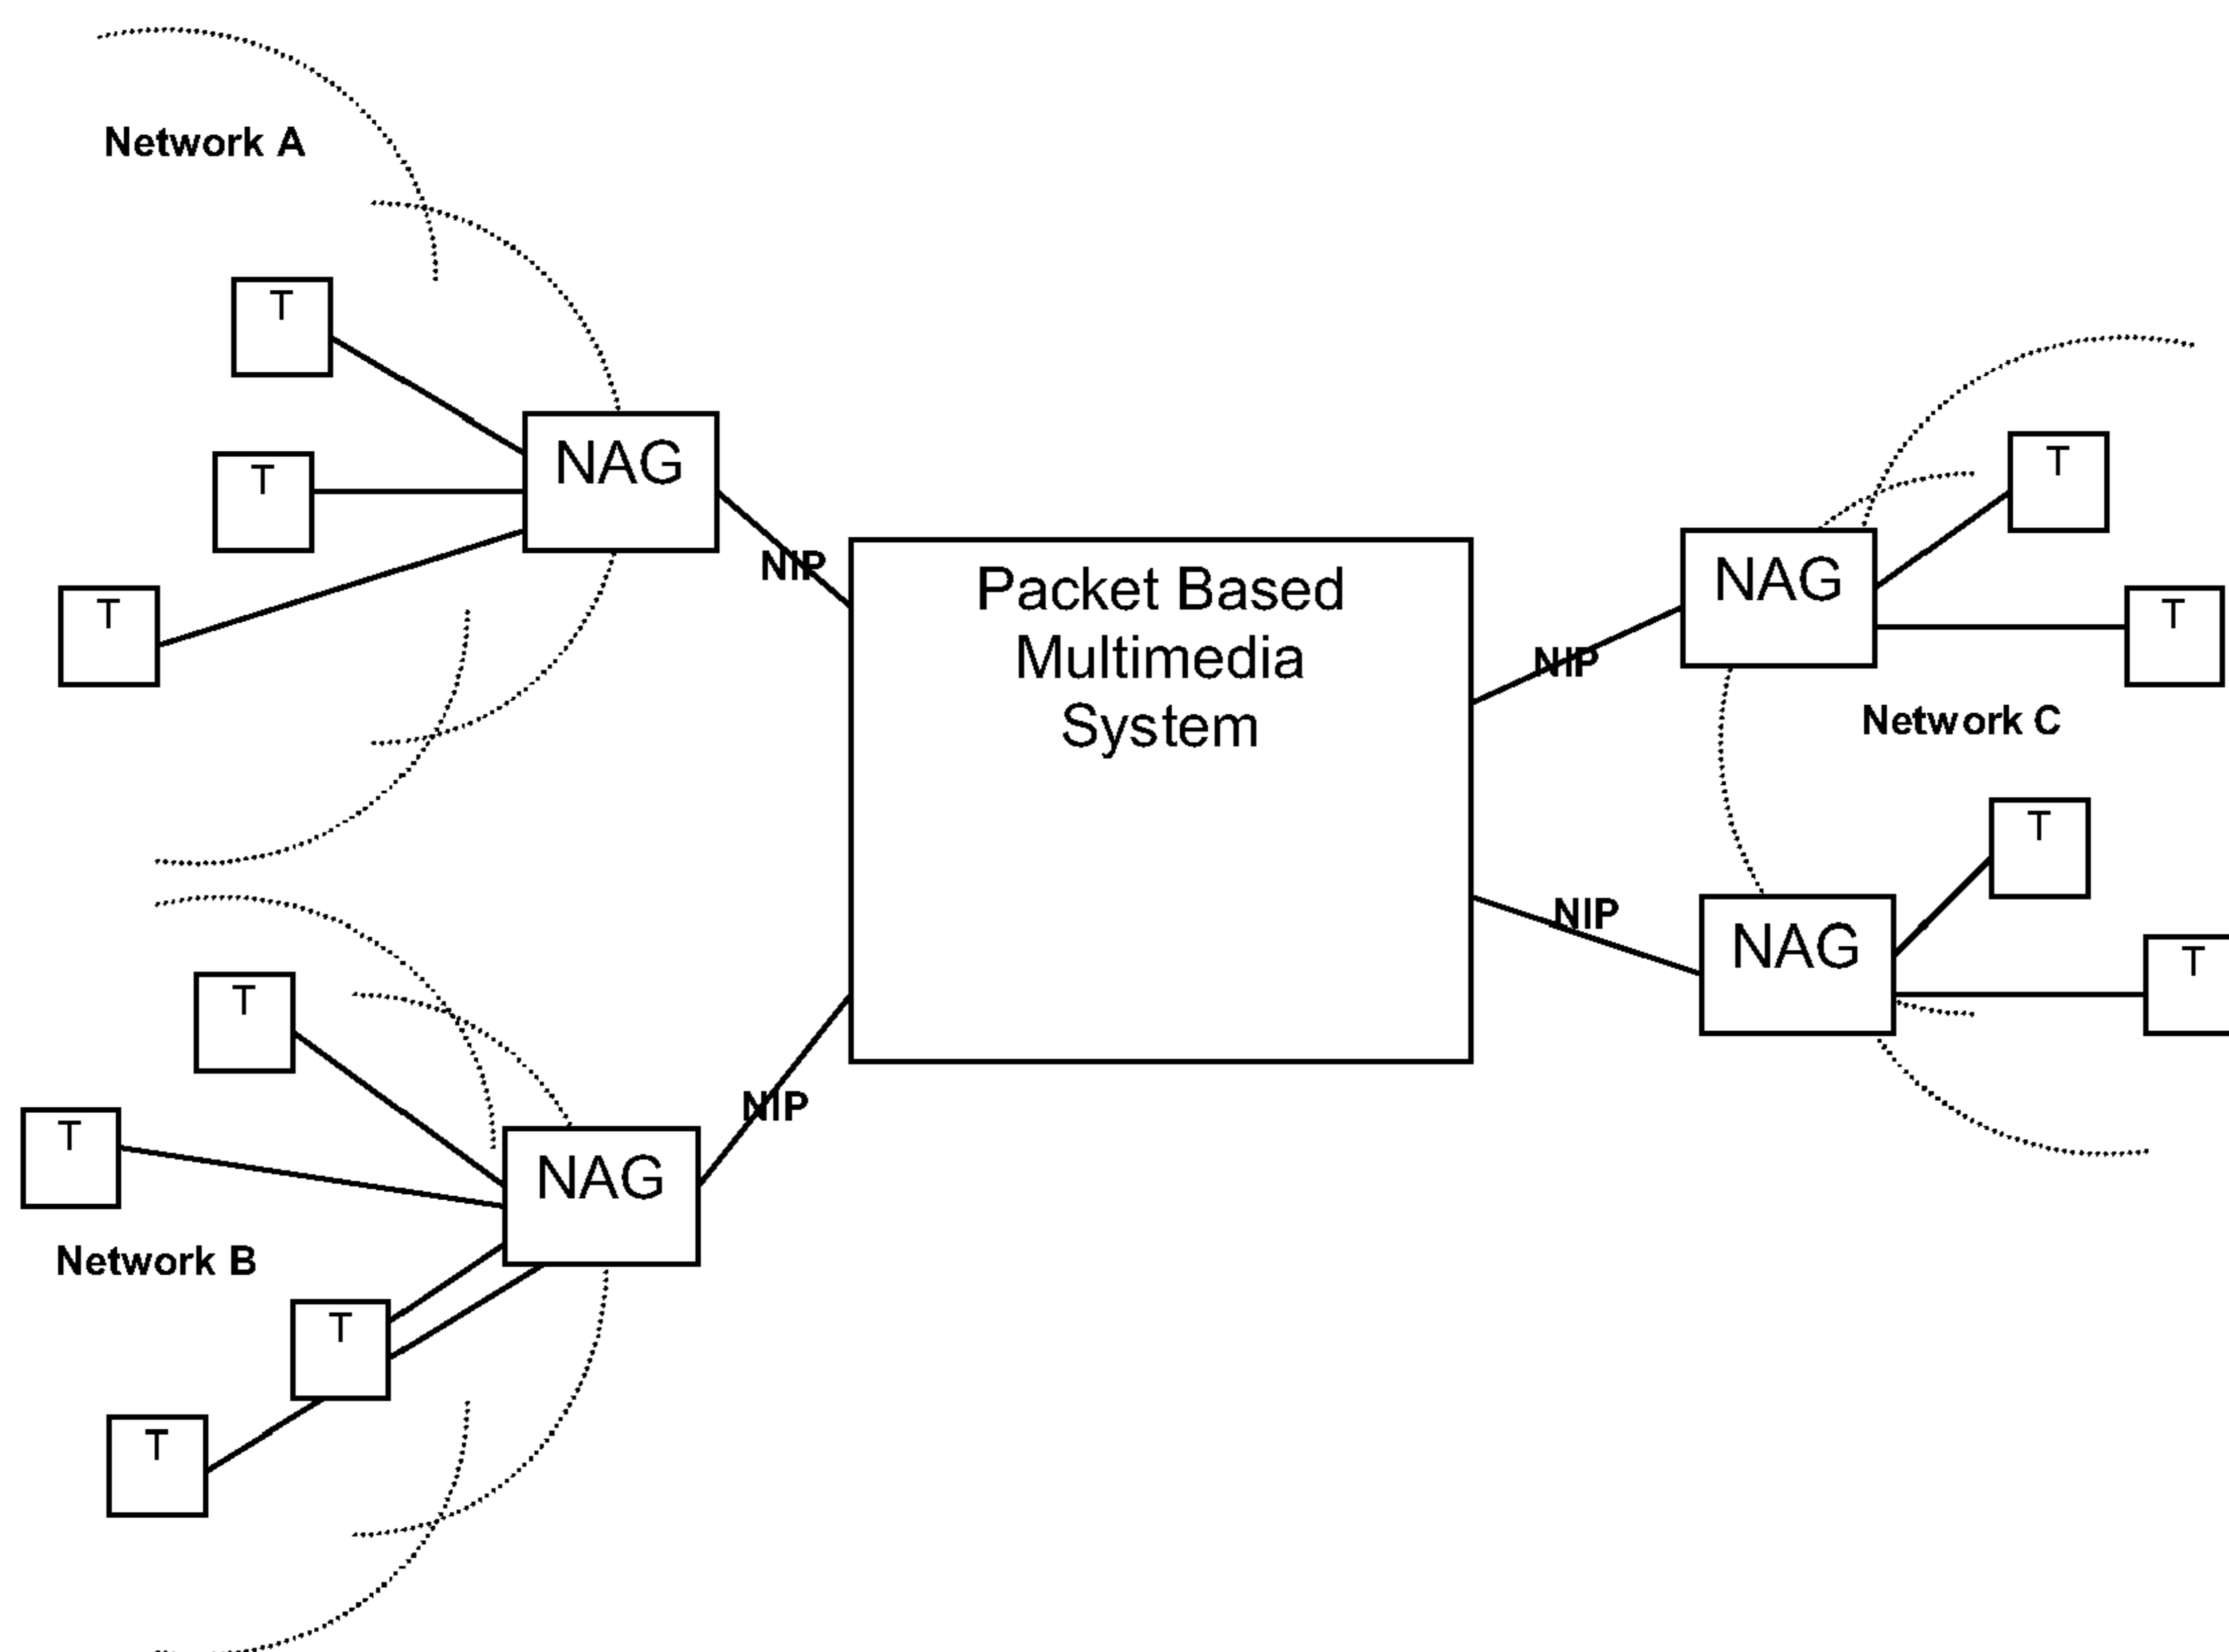 Network A
T
T
T
NAG
NIP
Packet Based
Multimedia
System
NIP
NAG
T
T
Network C
NIP
NAG
T
T
T
T
Network B
T
T
NAG
NIP